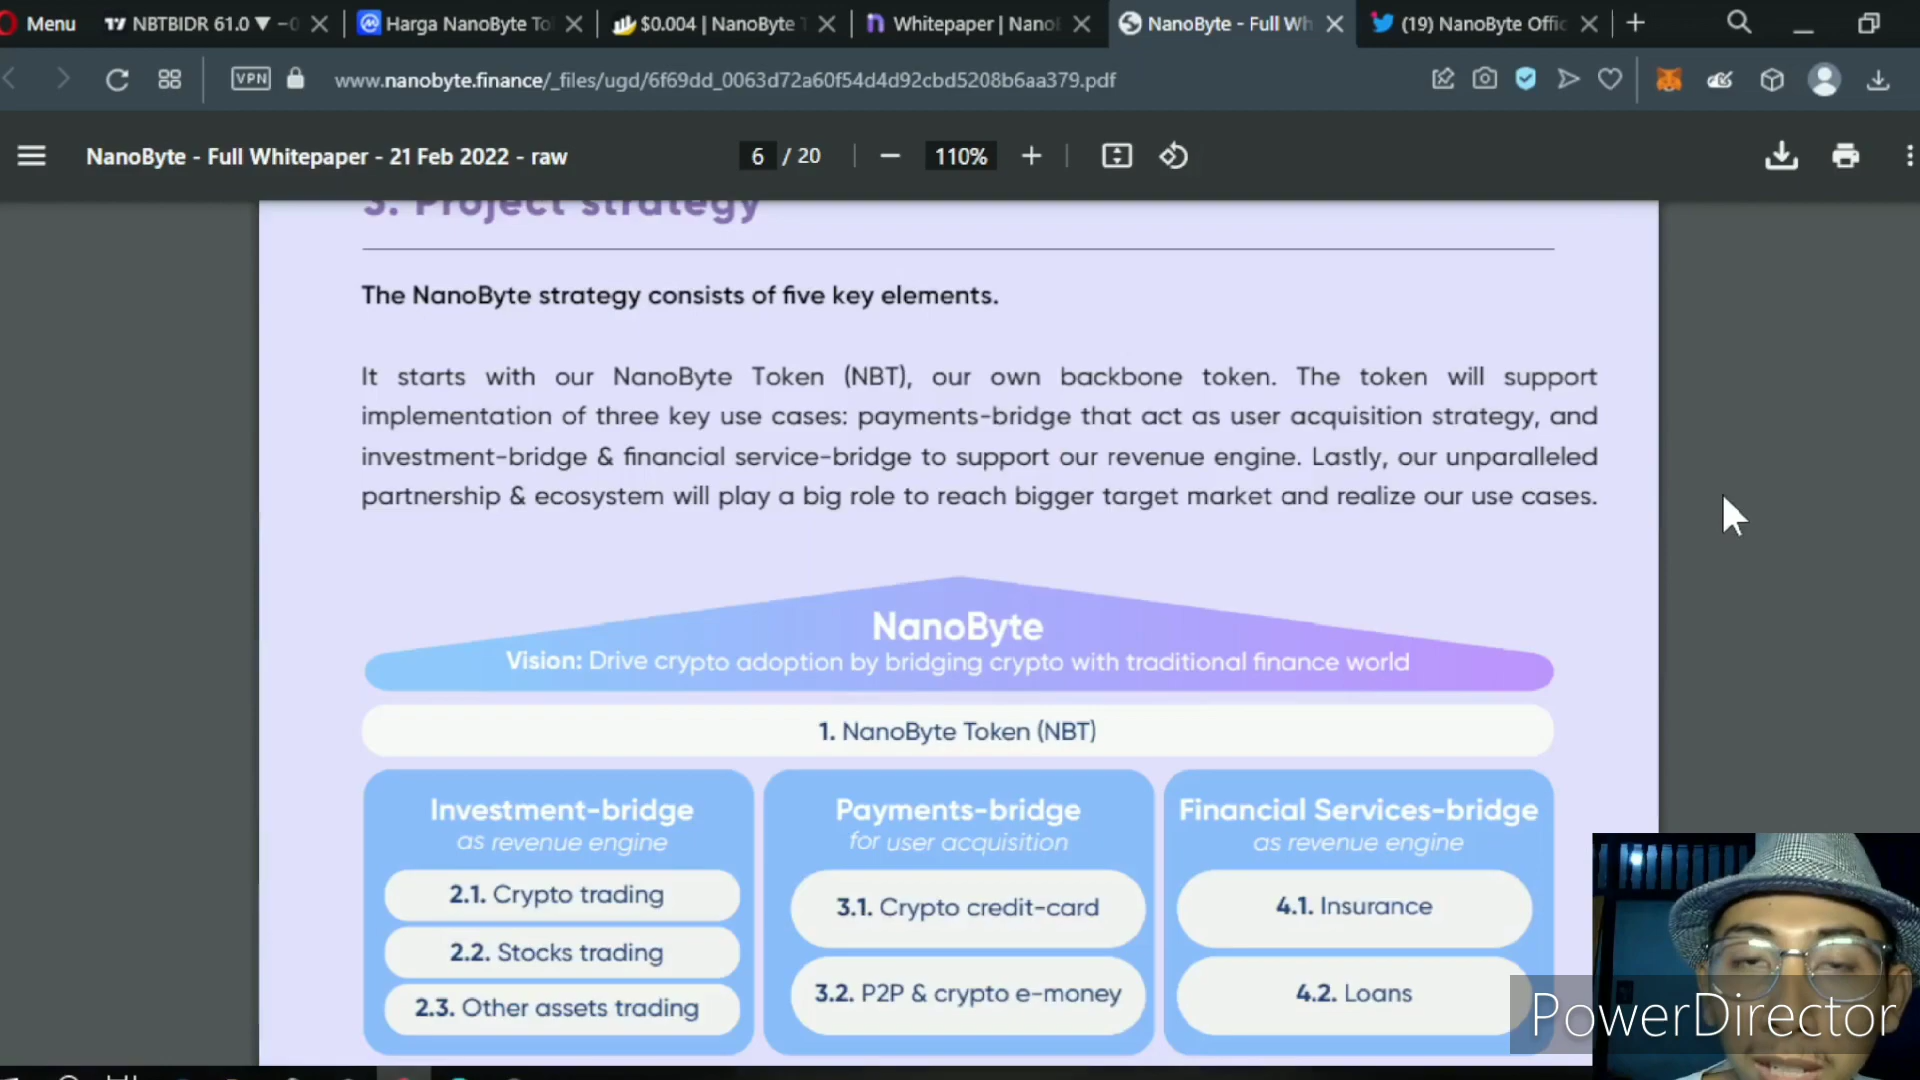 Menu
NBTBIDR 61.0 ▼ −0
Harga NanoByte To
$0.004 | NanoByte T
Whitepaper | NanoB
NanoByte - Full Wh
(19) NanoByte Offic
VPN
www.nanobyte.finance/_files/ugd/6f69dd_0063d72a60f54d4d92cbd5208b6aa379.pdf
NanoByte - Full Whitepaper - 21 Feb 2022 - raw
6 / 20
110%
3. Project strategy
The NanoByte strategy consists of five key elements.
It starts with our NanoByte Token (NBT), our own backbone token. The token will support
implementation of three key use cases: payments-bridge that act as user acquisition strategy, and
investment-bridge & financial service-bridge to support our revenue engine. Lastly, our unparalleled
partnership & ecosystem will play a big role to reach bigger target market and realize our use cases.
NanoByte
Vision: Drive crypto adoption by bridging crypto with traditional finance world
1. NanoByte Token (NBT)
Investment-bridge
as revenue engine
2.1. Crypto trading
2.2. Stocks trading
2.3. Other assets trading
Payments-bridge
for user acquisition
3.1. Crypto credit-card
3.2. P2P & crypto e-money
Financial Services-bridge
as revenue engine
4.1. Insurance
4.2. Loans
PowerDirector